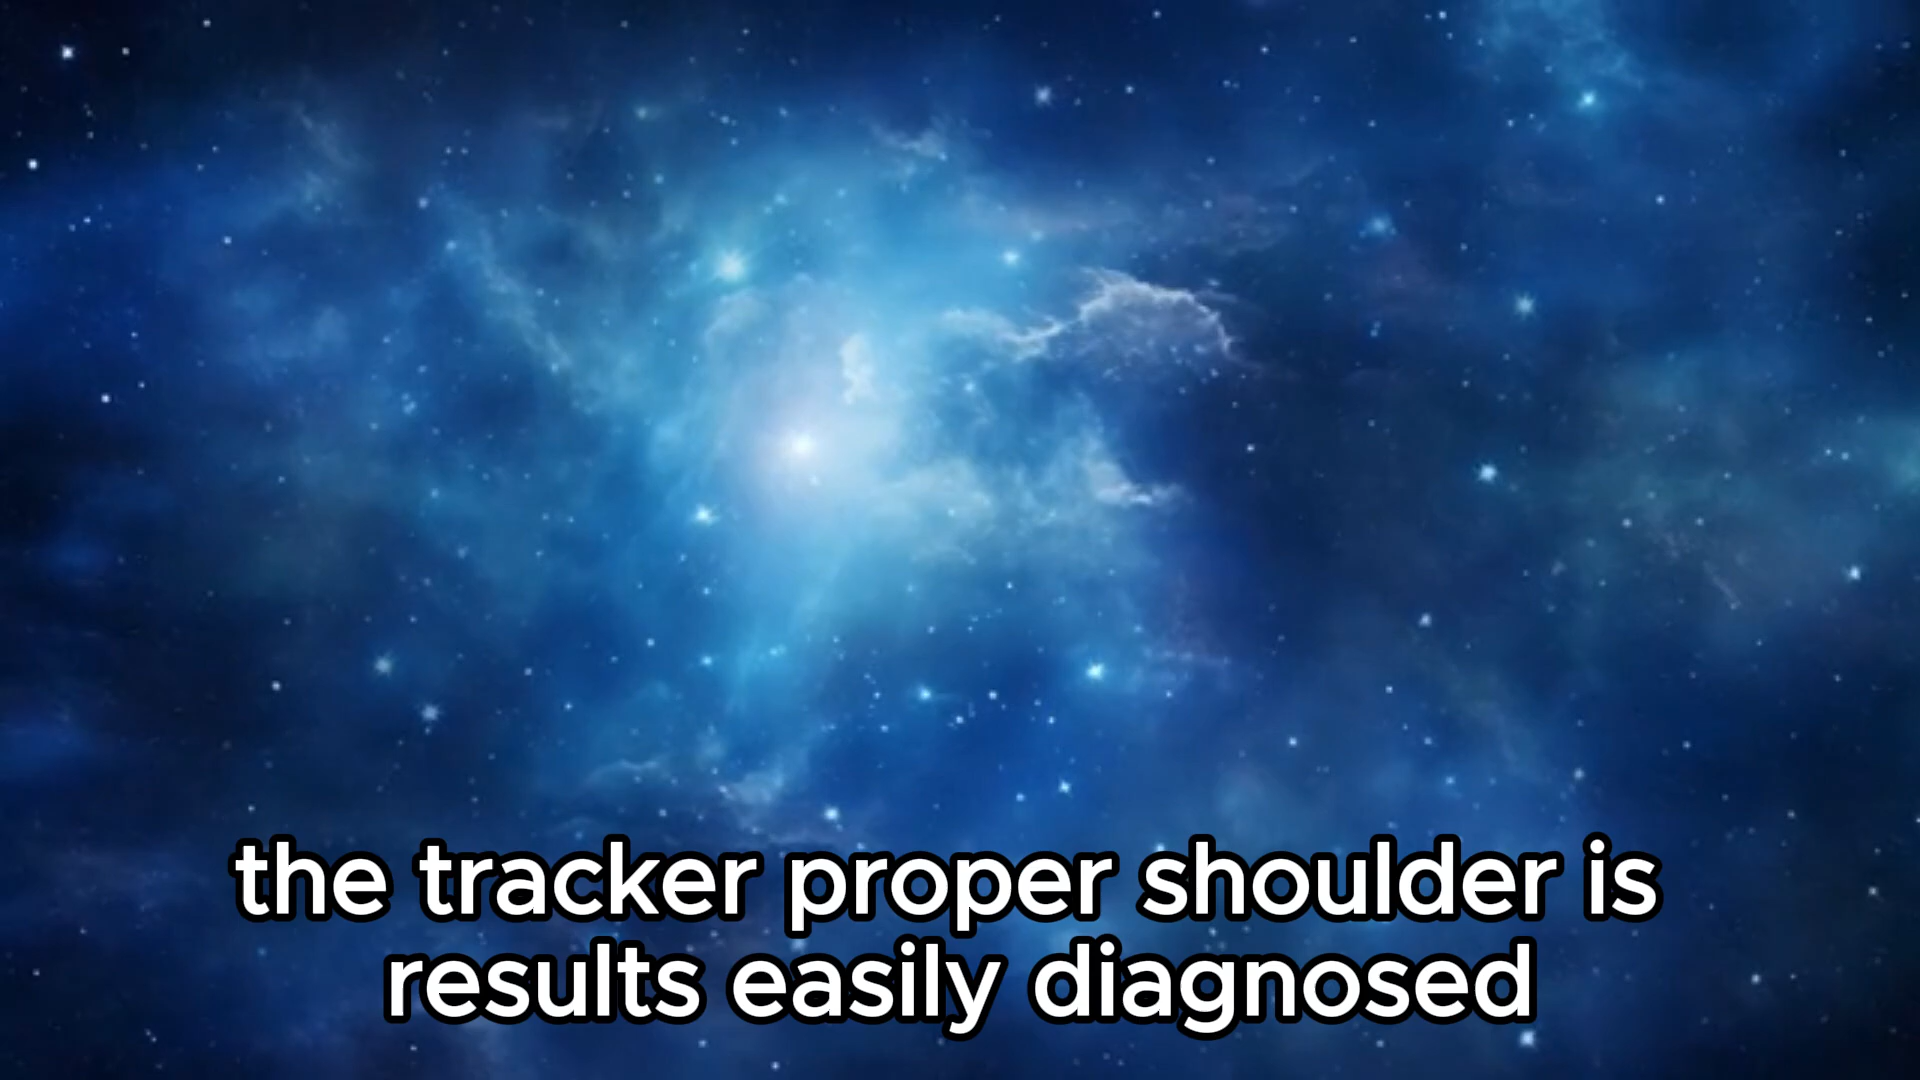 the tracker proper shoulder is
results easily diagnosed